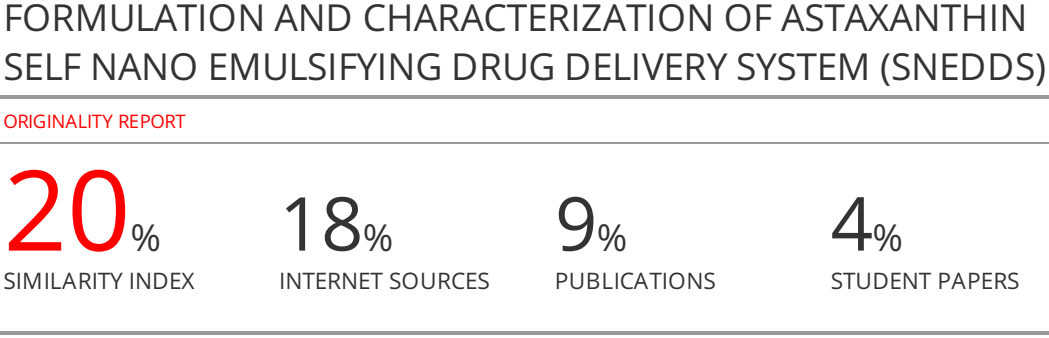 FORMULATION AND CHARACTERIZATION OF ASTAXANTHIN
SELF NANO EMULSIFYING DRUG DELIVERY SYSTEM (SNEDDS)
ORIGINALITY REPORT
20% 18% 9% 4%
SIMILARITY INDEX INTERNET SOURCES PUBLICATIONS STUDENT PAPERS